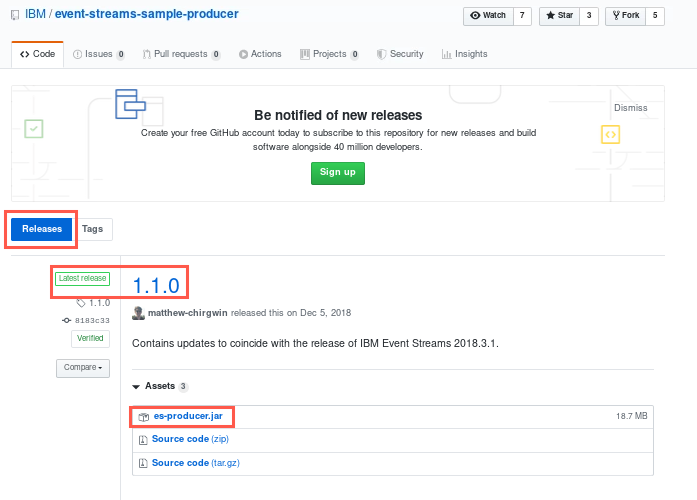 IBM / event-streams-sample-producer
Watch 7 Star 3 Fork 5
Code Issues 0 Pull requests 0 Actions Projects 0 Security Insights
Dismiss
Be notified of new releases
Create your free GitHub account today to subscribe to this repository for new releases and build
software alongside 40 million developers.
Sign up
Releases Tags
Latest release
1.1.0
1.1.0
8183c33
Verified
Compare
matthew-chirgwin released this on Dec 5, 2018
Contains updates to coincide with the release of IBM Event Streams 2018.3.1.
Assets 3
es-producer.jar 18.7 MB
Source code (zip)
Source code (tar.gz)